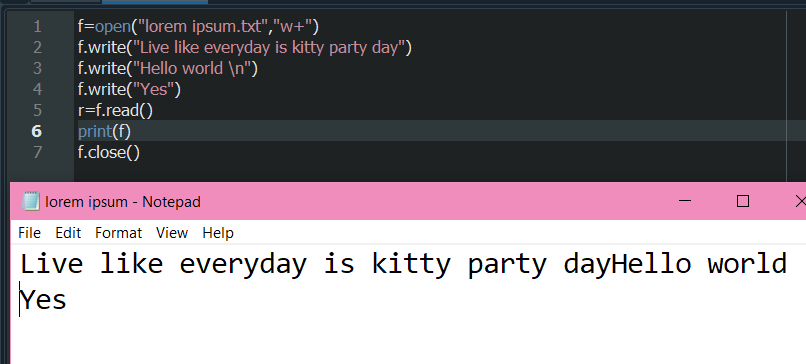 1 f=open("lorem ipsum.txt","w+")
2 f.write("Live like everyday is kitty party day")
3 f.write("Hello world \n")
4 f.write("Yes")
5 r=f.read()
6 print(f)
7 f.close()
lorem ipsum - Notepad
File Edit Format View Help
Live like everyday is kitty party dayHello world
Yes